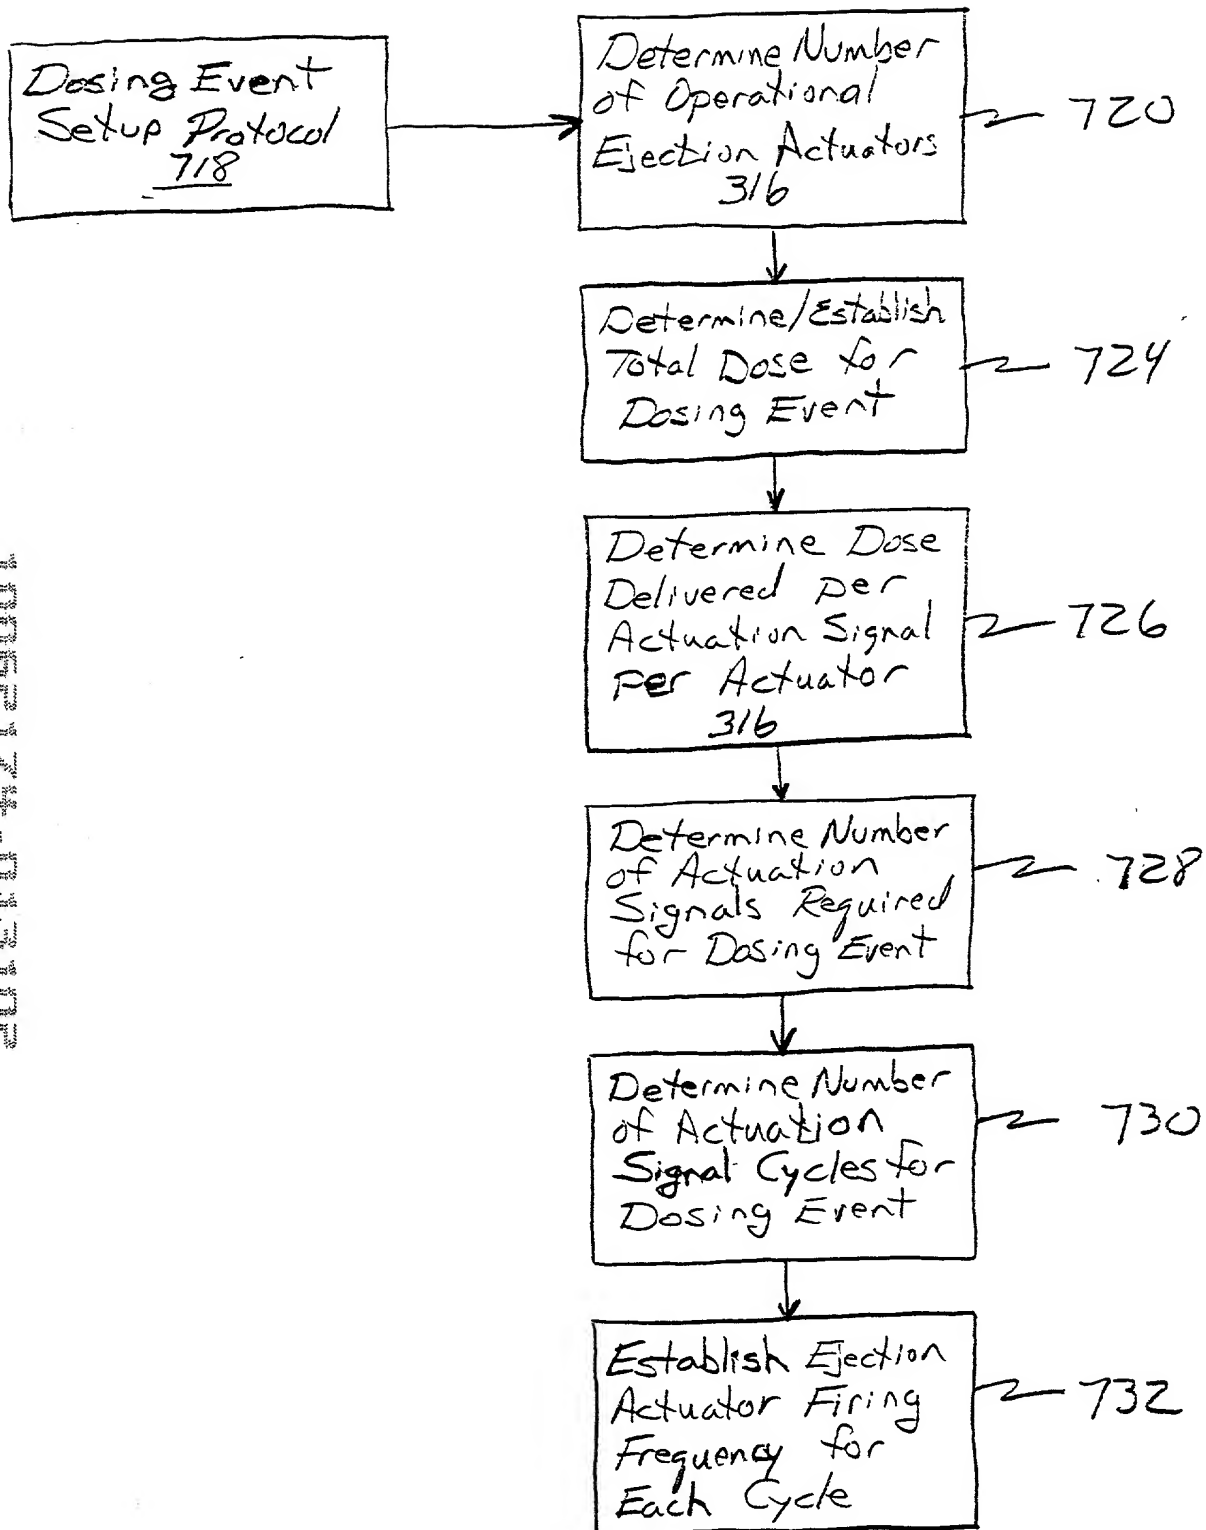 Dosing Event
Setup Protocol
718
Determine Number
of Operational
Ejection Actuators
316
720
Determine/Establish
Total Dose for
Dosing Event
724
Determine Dose
Delivered per
Actuation Signal
per Actuator
316
726
Determine Number
of Actuation
Signals Required
for Dosing Event
728
Determine Number
of Actuation
Signal Cycles for
Dosing Event
730
Establish Ejection
Actuator Firing
Frequency for
Each Cycle
732